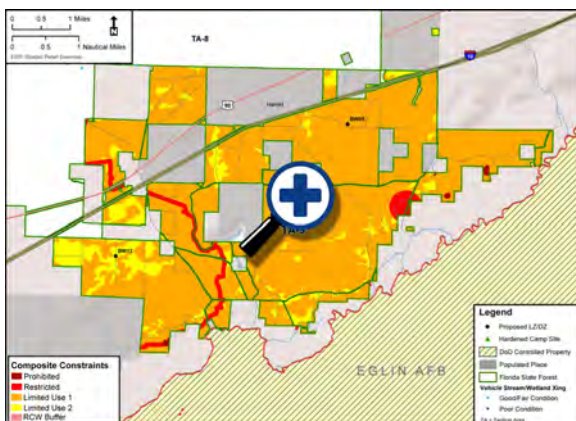 0 0.5 1 Miles
0 0.5 1 Nautical Miles
N
TA-8
10
90
Harold
Composite Constraints
Prohibited
Restricted
Limited Use 1
Limited Use 2
RCW Buffer
EGLIN AFB
Legend
Proposed LZ/DZ
Hardened Camp Site
DoD Controlled Property
Populated Place
Florida State Forest
Vehicle Stream/Wetland Xing
Good/Fair Condition
Poor Condition